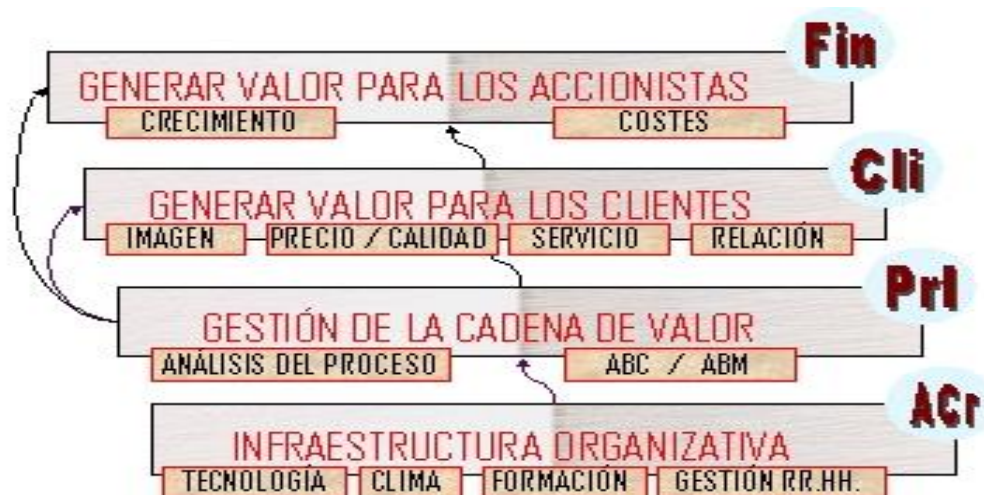 Fin
GENERAR VALOR PARA LOS ACCIONISTAS
CRECIMIENTO COSTES
Cli
GENERAR VALOR PARA LOS CLIENTES
IMAGEN PRECIO / CALIDAD SERVICIO RELACIÓN
PrI
GESTIÓN DE LA CADENA DE VALOR
ANÁLISIS DEL PROCESO ABC / ABM
ACr
INFRAESTRUCTURA ORGANIZATIVA
TECNOLOGÍA CLIMA FORMACIÓN GESTIÓN RR.HH.